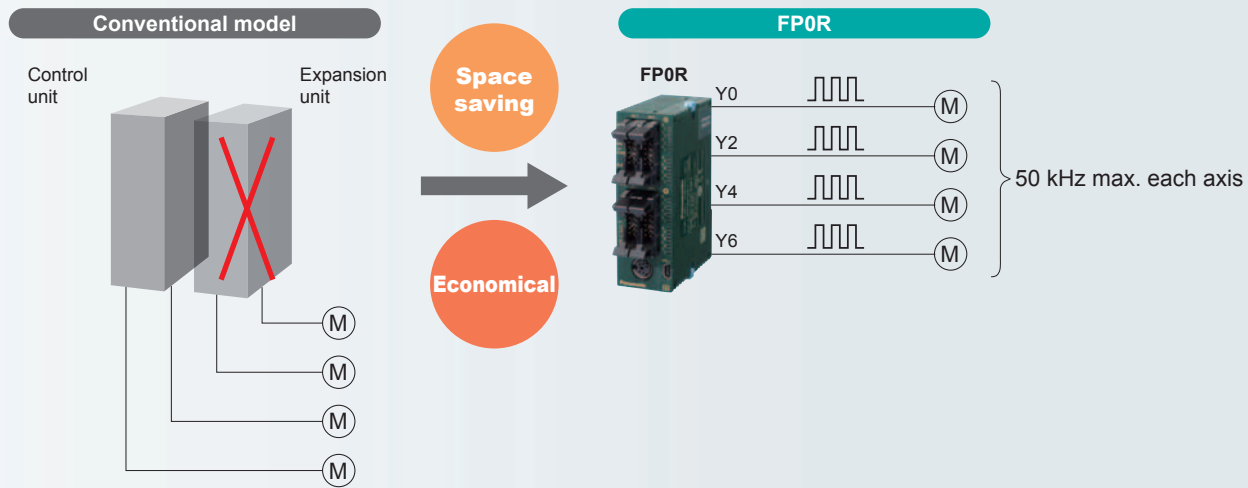 Conventional model
Control
unit
Expansion
unit
M
M
M
M
Space
saving
Economical
FP0R
FP0R
Y0
M
Y2
M
Y4
M
Y6
M
50 kHz max. each axis
Panasonic